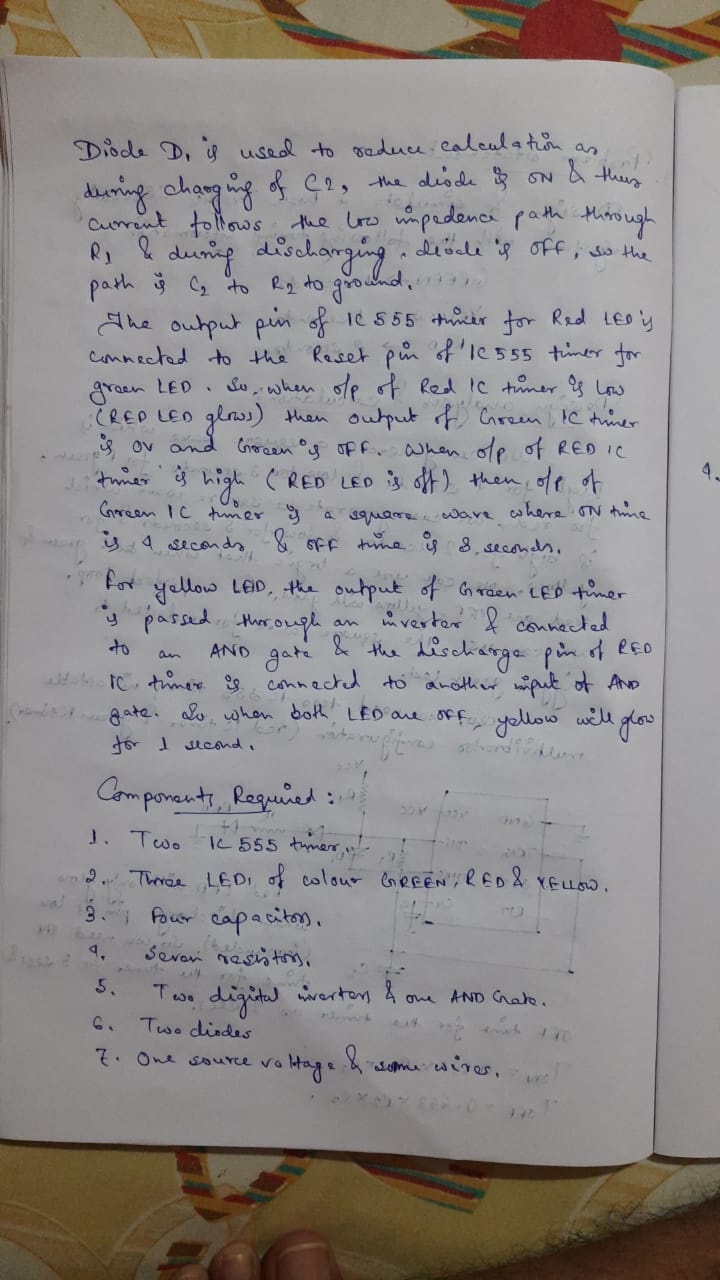 Diode D1 is used to reduce calculation as
during charging of C2, the diode is ON & thus
current follows the low impedence path through
R1 & during discharging, diode is OFF, so the
path is C2 to R2 to ground.
The output pin of IC 555 timer for Red LED is
connected to the Reset pin of IC 555 timer for
green LED. So, when o/p of Red IC timer is low
(RED LED glows) then output of Green IC timer
is 0V and Green is OFF. When o/p of RED IC
timer is high (RED LED is off) then, o/p of
Green IC timer is a square wave where ON time
is 4 seconds & OFF time is 8 seconds.
For yellow LED, the output of Green LED timer
is passed through an inverter & connected
to an AND gate & the discharge pin of RED
IC timer is connected to another input of AND
gate. So when both LED are OFF, yellow will glow
for 1 second.
Components Required :
1. Two IC 555 timer.
2. Three LEDs of colour GREEN, RED & YELLOW.
3. Four capacitors.
4. Seven resistors.
5. Two digital inverters & one AND Gate.
6. Two diodes
7. One source voltage & some wires.
4.